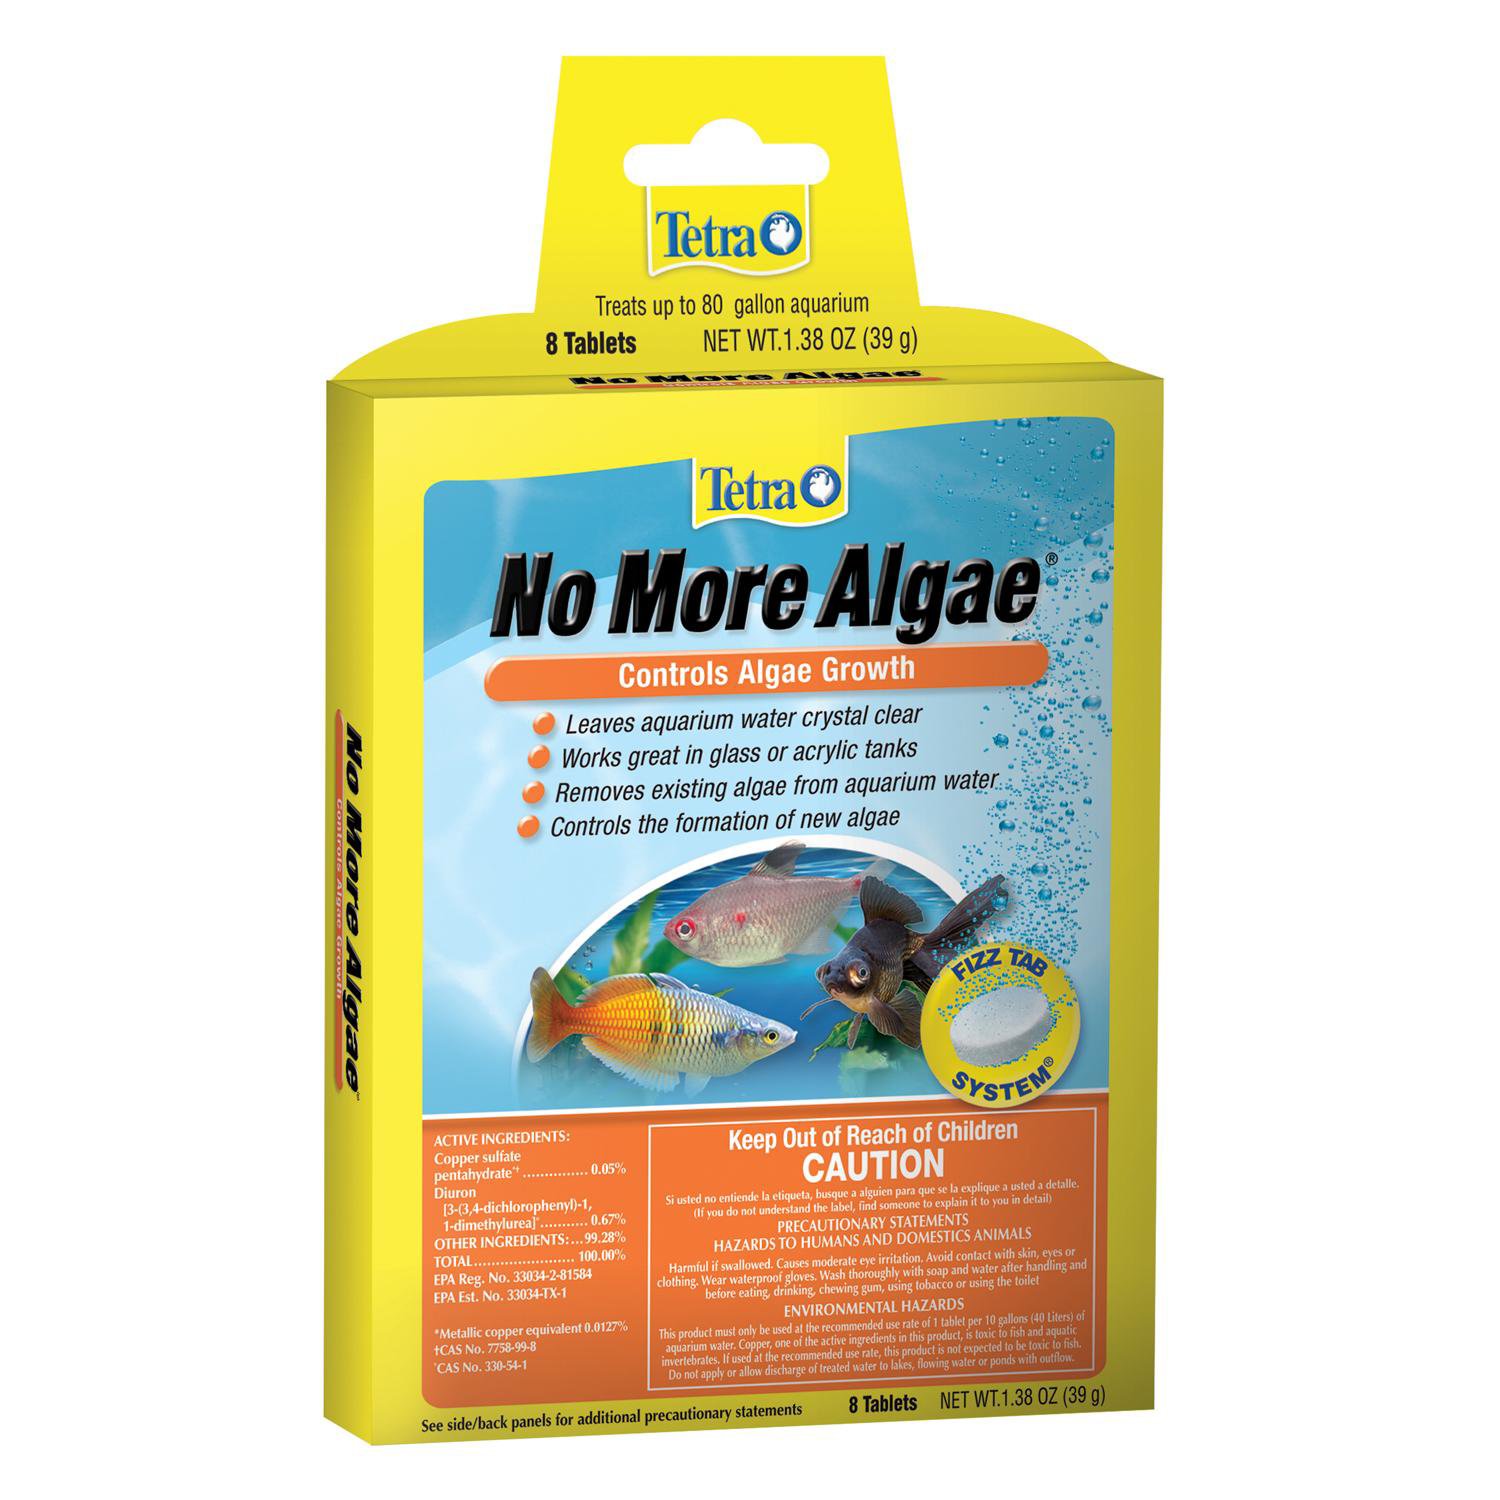 Tetra
Treats up to 80 gallon aquarium
8 Tablets NET WT.1.38 OZ (39 g)
No More Algae
Controls Algae Growth
Tetra
No More Algae®
Controls Algae Growth
Leaves aquarium water crystal clear
Works great in glass or acrylic tanks
Removes existing algae from aquarium water
Controls the formation of new algae
FIZZ TAB
SYSTEM®
No More Algae
Controls Algae Growth
ACTIVE INGREDIENTS:
Copper sulfate
pentahydrate*† ............... 0.05%
Diuron
[3-(3,4-dichlorophenyl)-1,
1-dimethylurea]*........... 0.67%
OTHER INGREDIENTS:...99.28%
TOTAL....................... 100.00%
EPA Reg. No. 33034-2-81584
EPA Est. No. 33034-TX-1
*Metallic copper equivalent 0.0127%
†CAS No. 7758-99-8
*CAS No. 330-54-1
Keep Out of Reach of Children
CAUTION
Si usted no entiende la etiqueta, busque a alguien para que se la explique a usted a detalle.
(If you do not understand the label, find someone to explain it to you in detail)
PRECAUTIONARY STATEMENTS
HAZARDS TO HUMANS AND DOMESTICS ANIMALS
Harmful if swallowed. Causes moderate eye irritation. Avoid contact with skin, eyes or
clothing. Wear waterproof gloves. Wash thoroughly with soap and water after handling and
before eating, drinking, chewing gum, using tobacco or using the toilet
ENVIRONMENTAL HAZARDS
This product must only be used at the recommended use rate of 1 tablet per 10 gallons (40 Liters) of
aquarium water. Copper, one of the active ingredients in this product, is toxic to fish and aquatic
invertebrates. If used at the recommended use rate, this product is not expected to be toxic to fish.
Do not apply or allow discharge of treated water to lakes, flowing water or ponds with outflow.
See side/back panels for additional precautionary statements
8 Tablets NET WT.1.38 OZ (39 g)